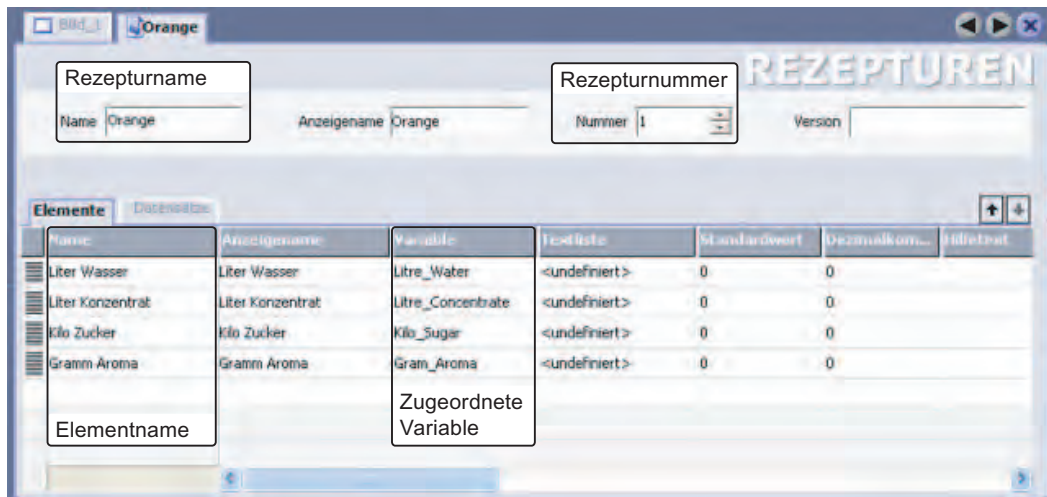 Bild_1 Orange
REZEPTUREN
Rezepturname Rezepturnummer
Name Orange Anzeigename Orange Nummer 1 Version
Elemente Datensätze
Name Anzeigename Variable Textliste Standardwert Dezimalkom... Hilfetext
Liter Wasser Liter Wasser Litre_Water <undefiniert> 0 0
Liter Konzentrat Liter Konzentrat Litre_Concentrate <undefiniert> 0 0
Kilo Zucker Kilo Zucker Kilo_Sugar <undefiniert> 0 0
Gramm Aroma Gramm Aroma Gram_Aroma <undefiniert> 0 0
Elementname
Zugeordnete
Variable